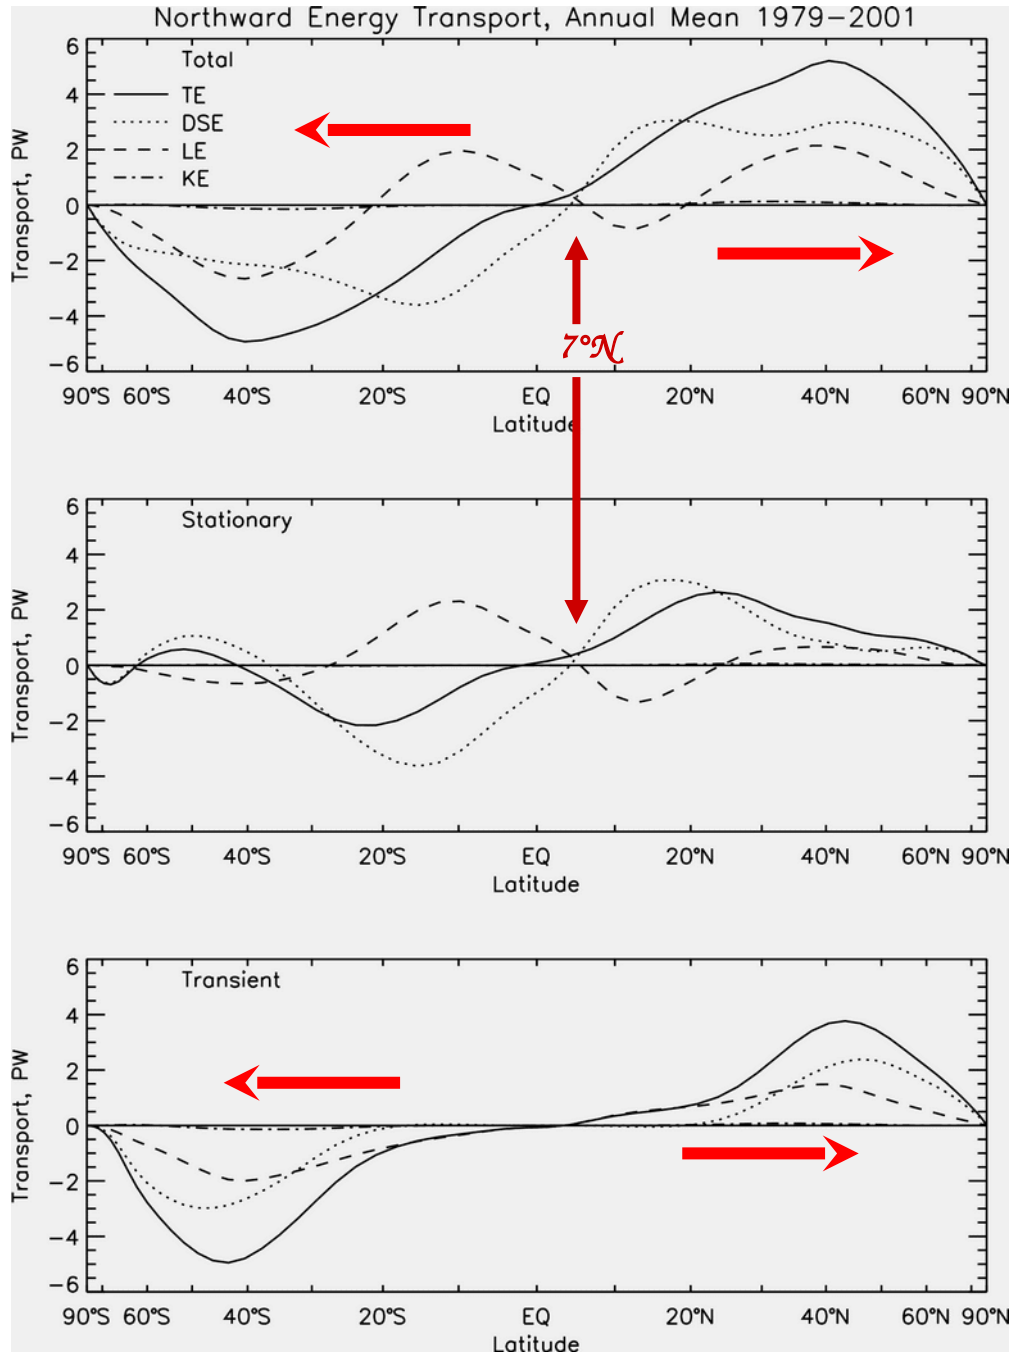 Northward Energy Transport, Annual Mean 1979–2001
6
4
2
0
−2
−4
−6
Transport, PW
Total
TE
DSE
LE
KE
7°N
90°S 60°S 40°S 20°S EQ 20°N 40°N 60°N 90°N
Latitude
6
4
2
0
−2
−4
−6
Transport, PW
Stationary
90°S 60°S 40°S 20°S EQ 20°N 40°N 60°N 90°N
Latitude
6
4
2
0
−2
−4
−6
Transport, PW
Transient
90°S 60°S 40°S 20°S EQ 20°N 40°N 60°N 90°N
Latitude